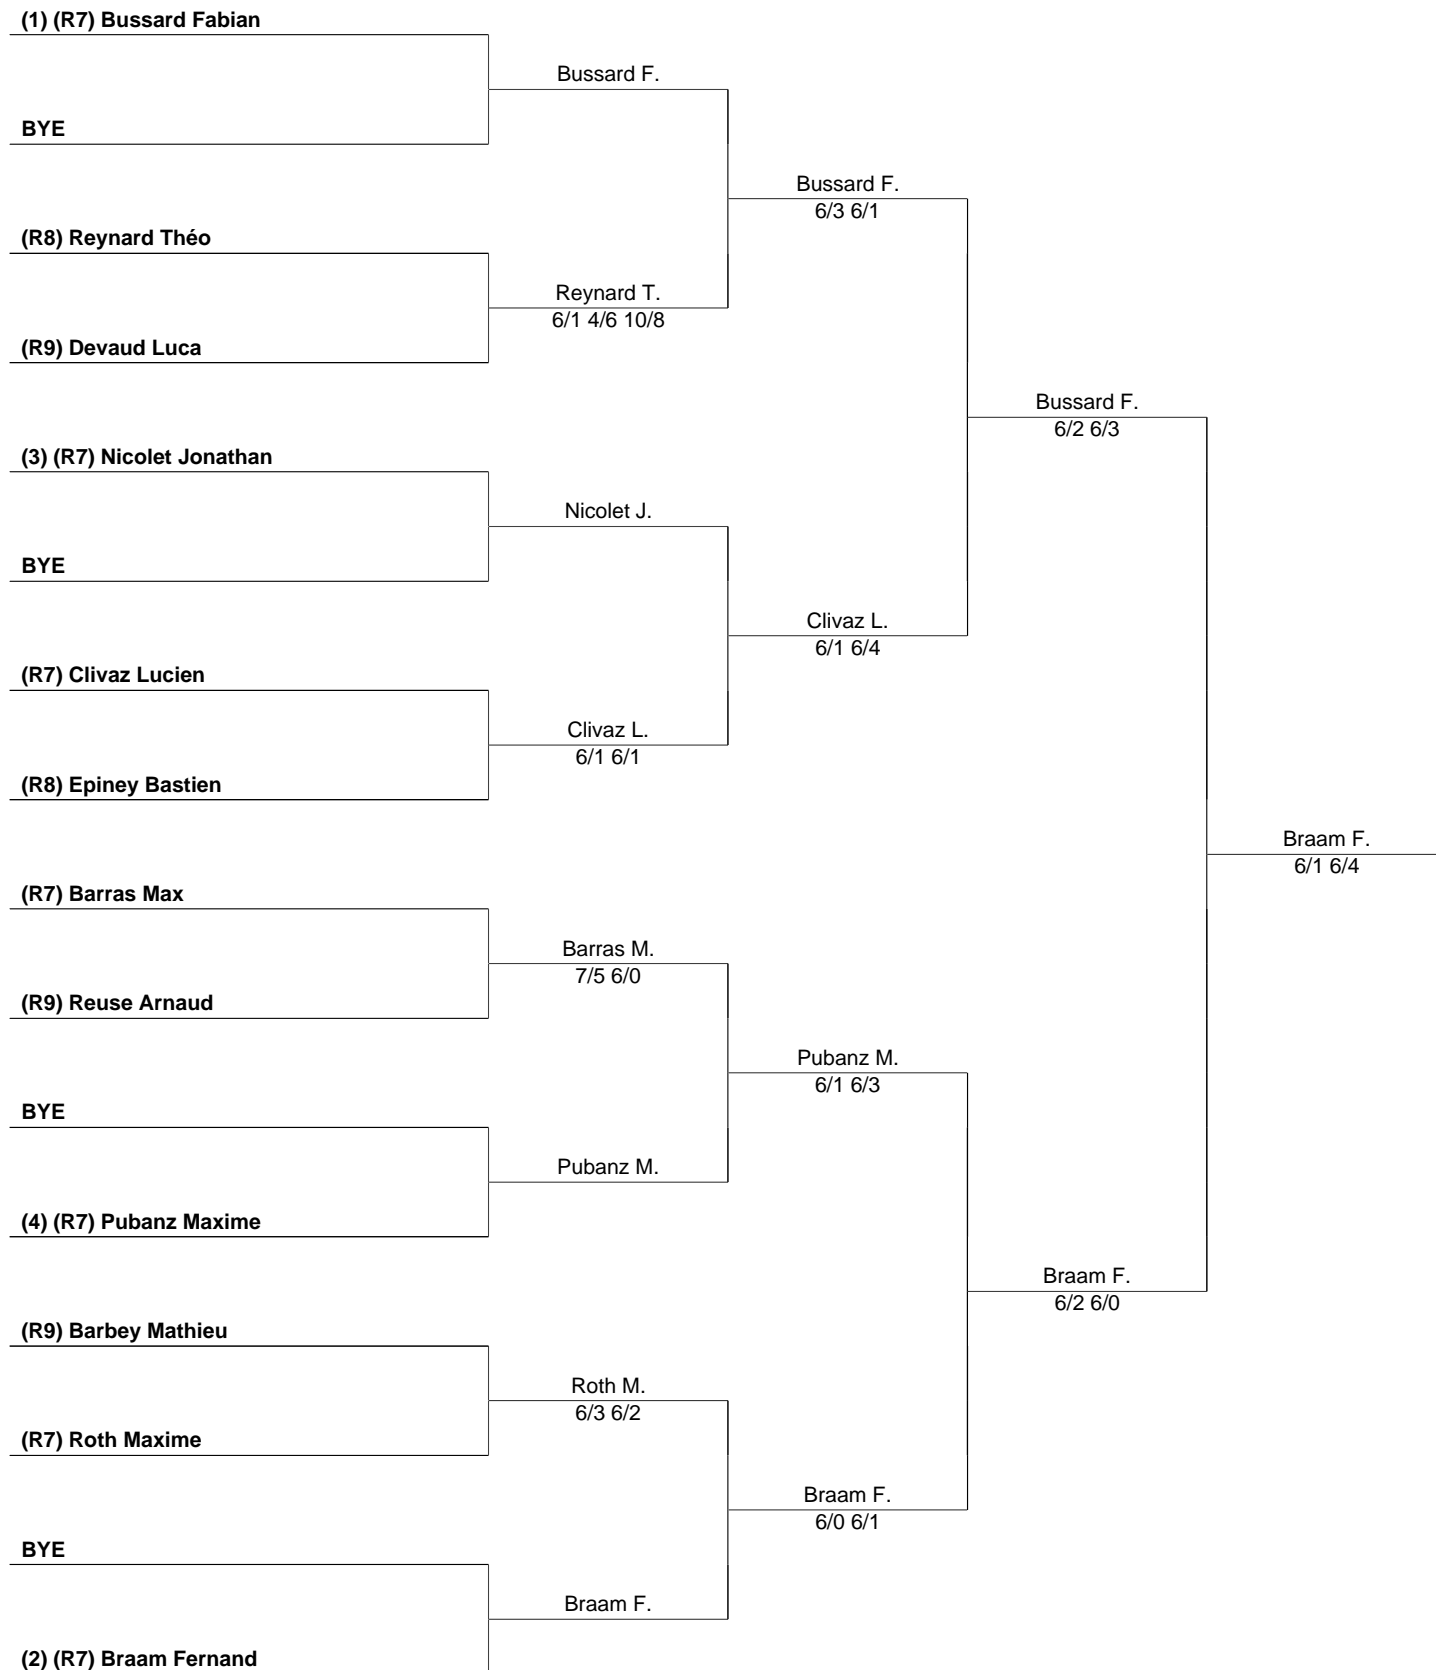 (1) (R7) Bussard Fabian
Bussard F.
BYE
Bussard F.
6/3 6/1
(R8) Reynard Théo
Reynard T.
6/1 4/6 10/8
(R9) Devaud Luca
Bussard F.
6/2 6/3
(3) (R7) Nicolet Jonathan
Nicolet J.
BYE
Clivaz L.
6/1 6/4
(R7) Clivaz Lucien
Clivaz L.
6/1 6/1
(R8) Epiney Bastien
Braam F.
6/1 6/4
(R7) Barras Max
Barras M.
7/5 6/0
(R9) Reuse Arnaud
Pubanz M.
6/1 6/3
BYE
Pubanz M.
(4) (R7) Pubanz Maxime
Braam F.
6/2 6/0
(R9) Barbey Mathieu
Roth M.
6/3 6/2
(R7) Roth Maxime
Braam F.
6/0 6/1
BYE
Braam F.
(2) (R7) Braam Fernand